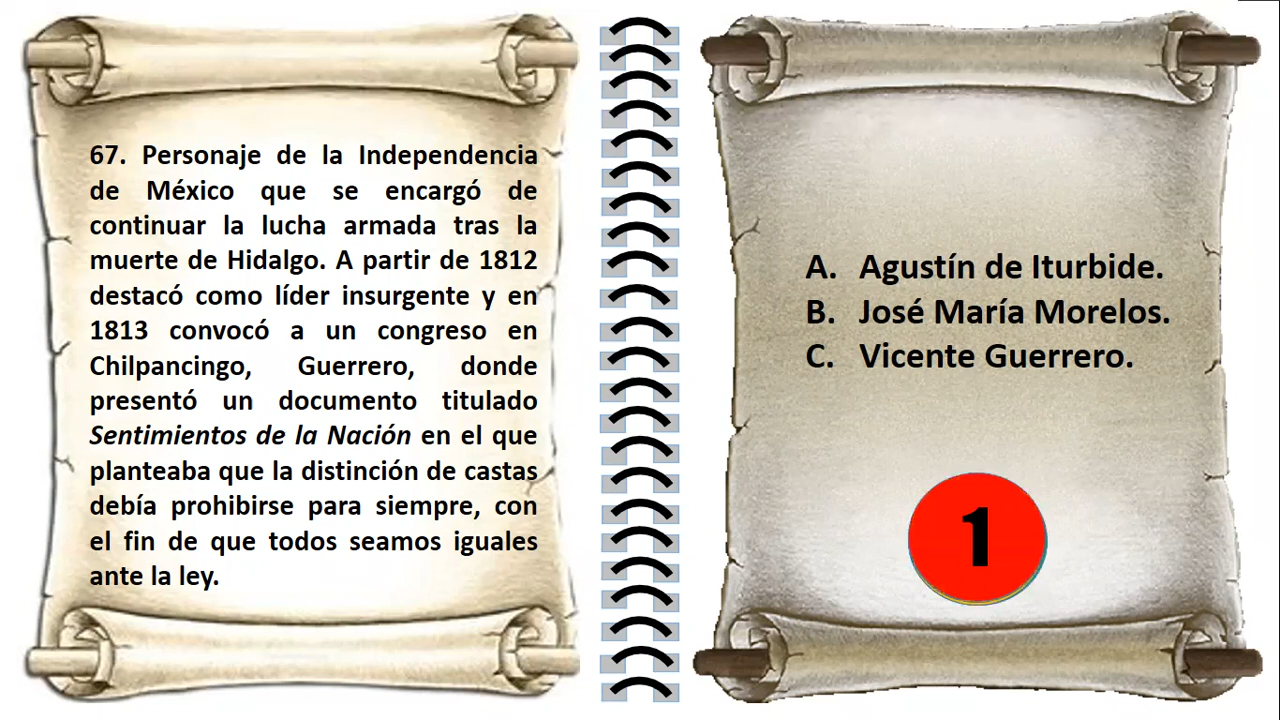 67. Personaje de la Independencia
de México que se encargó de
continuar la lucha armada tras la
muerte de Hidalgo. A partir de 1812
destacó como líder insurgente y en
1813 convocó a un congreso en
Chilpancingo, Guerrero, donde
presentó un documento titulado
Sentimientos de la Nación en el que
planteaba que la distinción de castas
debía prohibirse para siempre, con
el fin de que todos seamos iguales
ante la ley.
A. Agustín de Iturbide.
B. José María Morelos.
C. Vicente Guerrero.
1